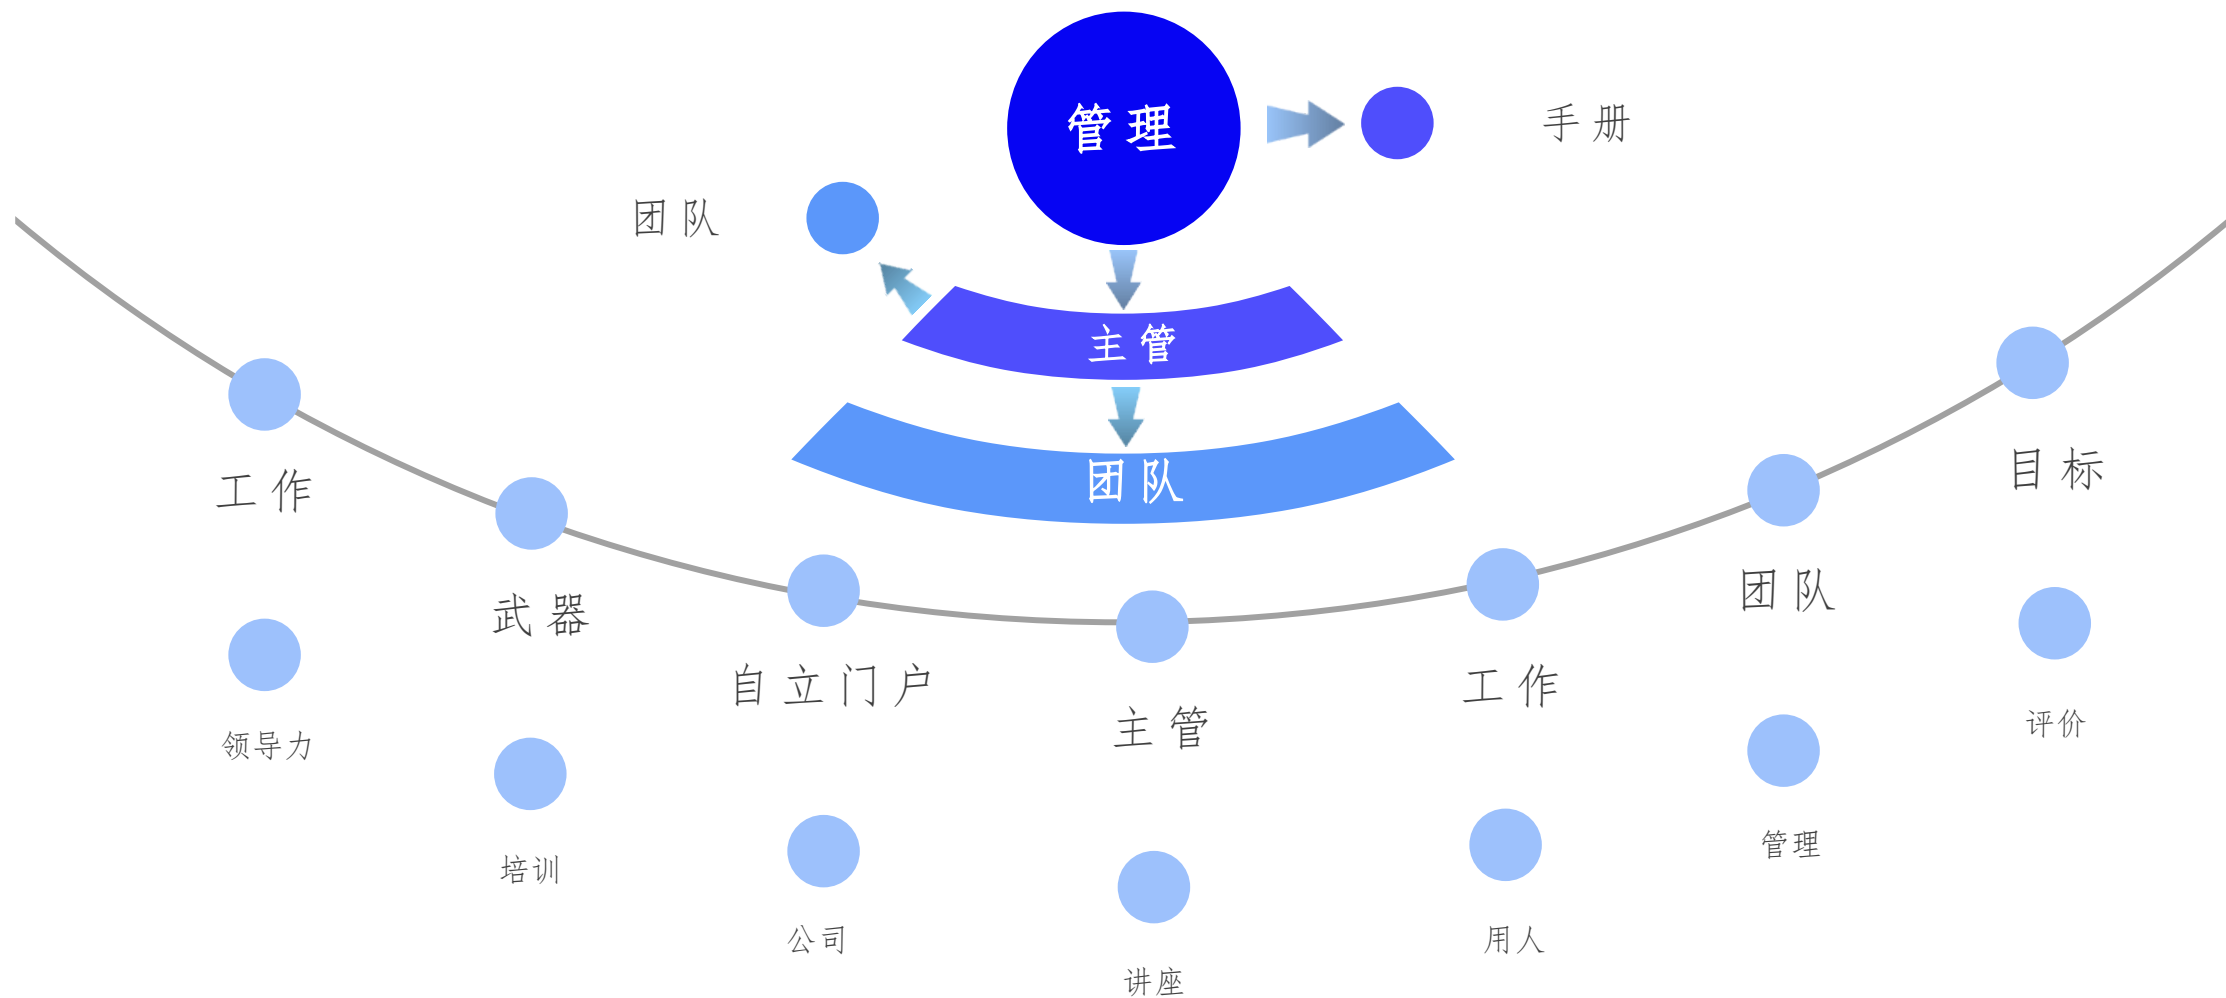 管理
手册
团队
主管
团队
工作
武器
自立门户
主管
工作
团队
目标
领导力
培训
公司
讲座
用人
管理
评价